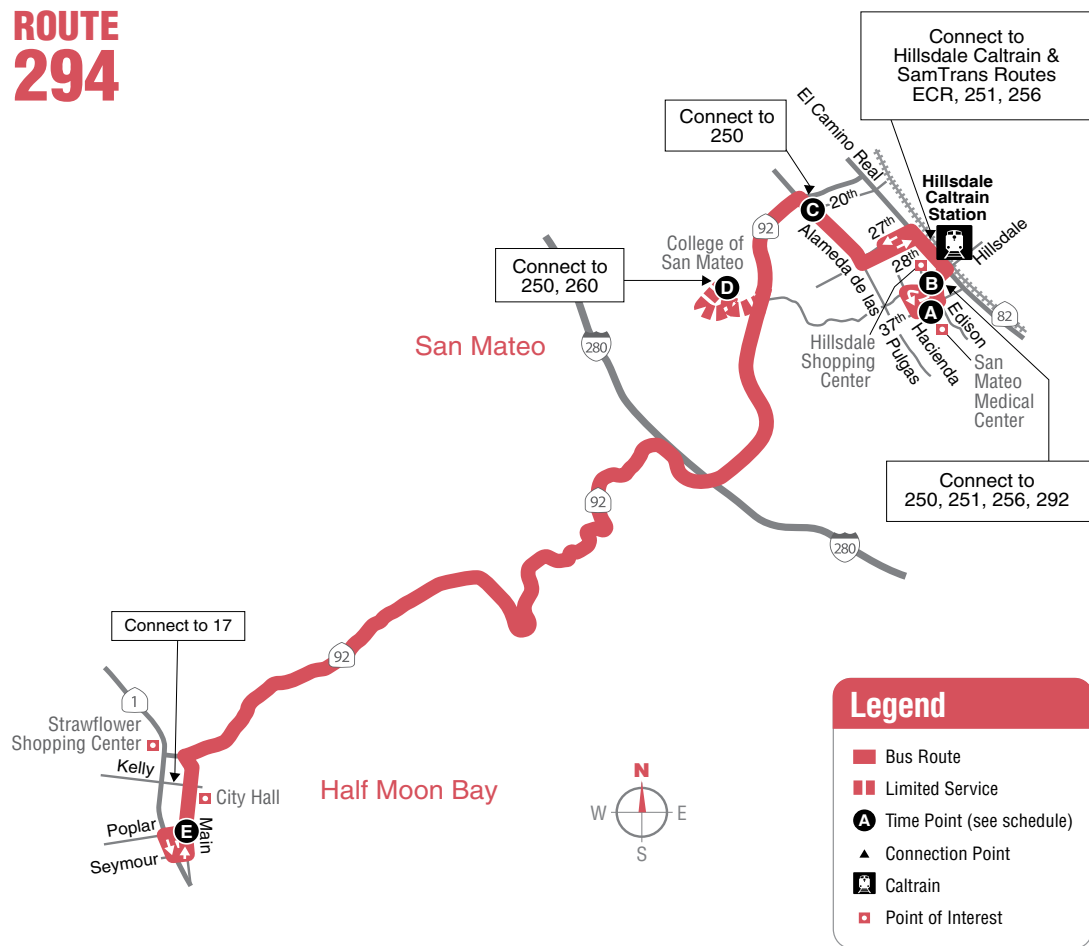 ROUTE
294
Connect to
Hillsdale Caltrain &
SamTrans Routes
ECR, 251, 256
Connect to
250
El Camino Real
Hillsdale
Caltrain
Station
C
20th
92
27th
Hillsdale
College of
San Mateo
Connect to
250, 260
D
28th
B
Alameda de las Pulgas
A
37th
Edison
Hacienda
82
San Mateo
280
Hillsdale
Shopping
Center
San
Mateo
Medical
Center
Connect to
250, 251, 256, 292
92
280
Connect to 17
92
1
Strawflower
Shopping Center
Kelly
City Hall
Half Moon Bay
Poplar
E
Main
Seymour
N
W
E
S
Legend
Bus Route
Limited Service
A
Time Point (see schedule)
Connection Point
Caltrain
Point of Interest